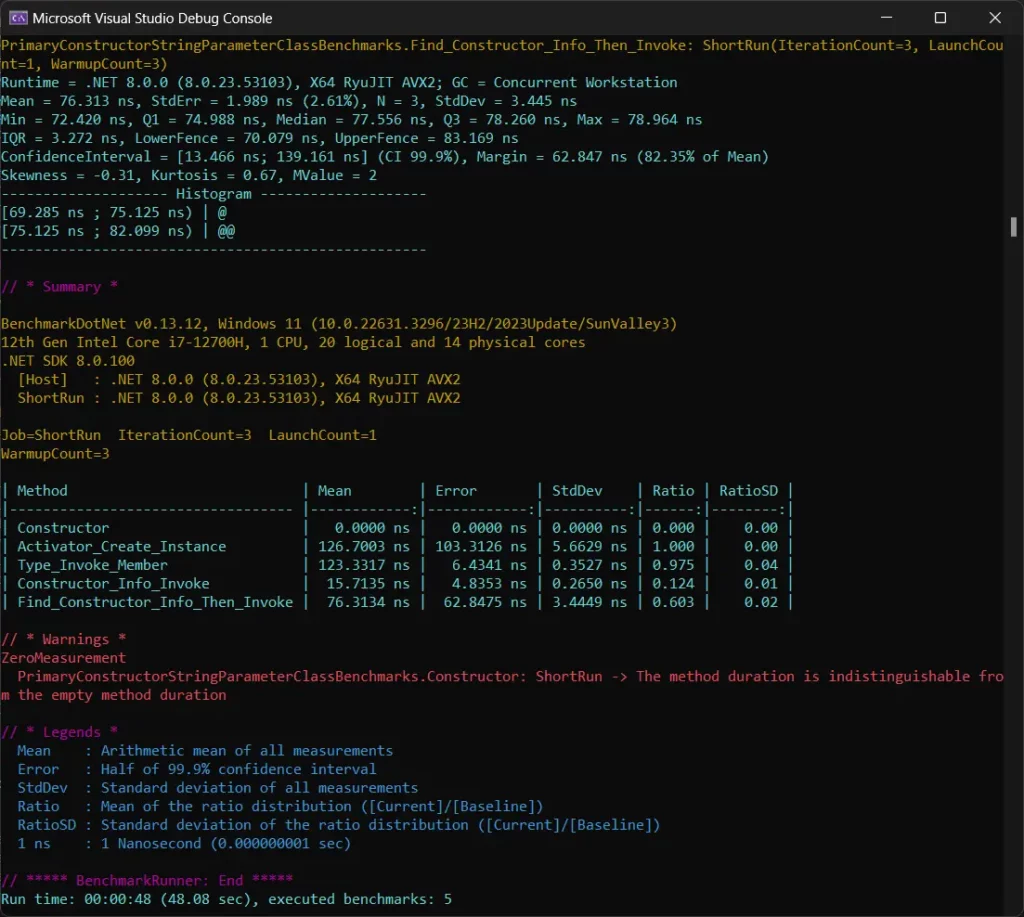 Microsoft Visual Studio Debug Console
PrimaryConstructorStringParameterClassBenchmarks.Find_Constructor_Info_Then_Invoke: ShortRun(IterationCount=3, LaunchCou
nt=1, WarmupCount=3)
Runtime = .NET 8.0.0 (8.0.23.53103), X64 RyuJIT AVX2; GC = Concurrent Workstation
Mean = 76.313 ns, StdErr = 1.989 ns (2.61%), N = 3, StdDev = 3.445 ns
Min = 72.420 ns, Q1 = 74.988 ns, Median = 77.556 ns, Q3 = 78.260 ns, Max = 78.964 ns
IQR = 3.272 ns, LowerFence = 70.079 ns, UpperFence = 83.169 ns
ConfidenceInterval = [13.466 ns; 139.161 ns] (CI 99.9%), Margin = 62.847 ns (82.35% of Mean)
Skewness = -0.31, Kurtosis = 0.67, MValue = 2
-------------------- Histogram --------------------
[69.285 ns ; 75.125 ns) | @
[75.125 ns ; 82.099 ns) | @@
---------------------------------------------------
// * Summary *
BenchmarkDotNet v0.13.12, Windows 11 (10.0.22631.3296/23H2/2023Update/SunValley3)
12th Gen Intel Core i7-12700H, 1 CPU, 20 logical and 14 physical cores
.NET SDK 8.0.100
  [Host]   : .NET 8.0.0 (8.0.23.53103), X64 RyuJIT AVX2
  ShortRun : .NET 8.0.0 (8.0.23.53103), X64 RyuJIT AVX2
Job=ShortRun  IterationCount=3  LaunchCount=1
WarmupCount=3
| Method                            | Mean        | Error       | StdDev    | Ratio | RatioSD |
|---------------------------------- |------------:|------------:|----------:|------:|--------:|
| Constructor                       |   0.0000 ns |   0.0000 ns | 0.0000 ns | 0.000 |    0.00 |
| Activator_Create_Instance         | 126.7003 ns | 103.3126 ns | 5.6629 ns | 1.000 |    0.00 |
| Type_Invoke_Member                | 123.3317 ns |   6.4341 ns | 0.3527 ns | 0.975 |    0.04 |
| Constructor_Info_Invoke           |  15.7135 ns |   4.8353 ns | 0.2650 ns | 0.124 |    0.01 |
| Find_Constructor_Info_Then_Invoke |  76.3134 ns |  62.8475 ns | 3.4449 ns | 0.603 |    0.02 |
// * Warnings *
ZeroMeasurement
  PrimaryConstructorStringParameterClassBenchmarks.Constructor: ShortRun -> The method duration is indistinguishable fro
m the empty method duration
// * Legends *
  Mean    : Arithmetic mean of all measurements
  Error   : Half of 99.9% confidence interval
  StdDev  : Standard deviation of all measurements
  Ratio   : Mean of the ratio distribution ([Current]/[Baseline])
  RatioSD : Standard deviation of the ratio distribution ([Current]/[Baseline])
  1 ns    : 1 Nanosecond (0.000000001 sec)
// ***** BenchmarkRunner: End *****
Run time: 00:00:48 (48.08 sec), executed benchmarks: 5